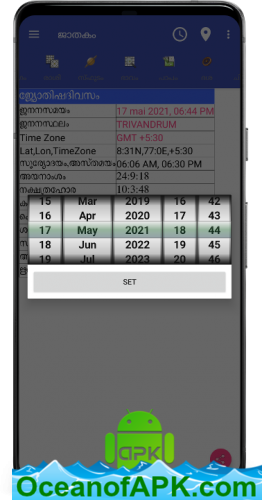 ജാതകം
ജ്യോതിഷദിവസം
ജനനസമയം 17 mai 2021, 06:44 PM
ജനനസ്ഥലം TRIVANDRUM
Time Zone GMT +5:30
Lat,Lon,TimeZone 8:31N,77:0E,+5:30
സൂര്യോദയം,അസ്തമയം 06:06 AM, 06:30 PM
അയനാംശം 24:9:18
നക്ഷത്രഹോര 10:3:48
15 Mar 2019 16 42
16 Apr 2020 17 43
17 May 2021 18 44
18 Jun 2022 19 45
19 Jul 2023 20 46
SET
APK
OceanofAPK.com